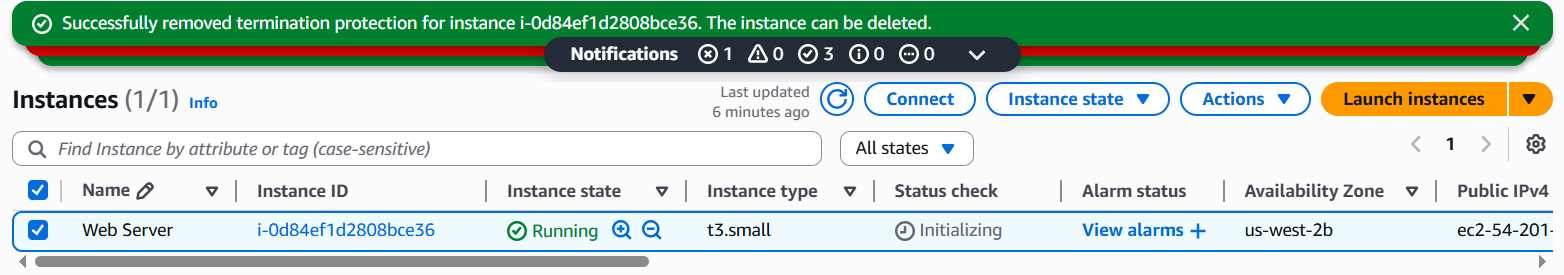 Successfully removed termination protection for instance i-0d84ef1d2808bce36. The instance can be deleted.
Notifications 1 0 3 0 0
Instances (1/1) Info
Last updated
6 minutes ago
Connect
Instance state
Actions
Launch instances
Find Instance by attribute or tag (case-sensitive)
All states
1
Name Instance ID Instance state Instance type Status check Alarm status Availability Zone Public IPv4
Web Server i-0d84ef1d2808bce36 Running t3.small Initializing View alarms + us-west-2b ec2-54-201-